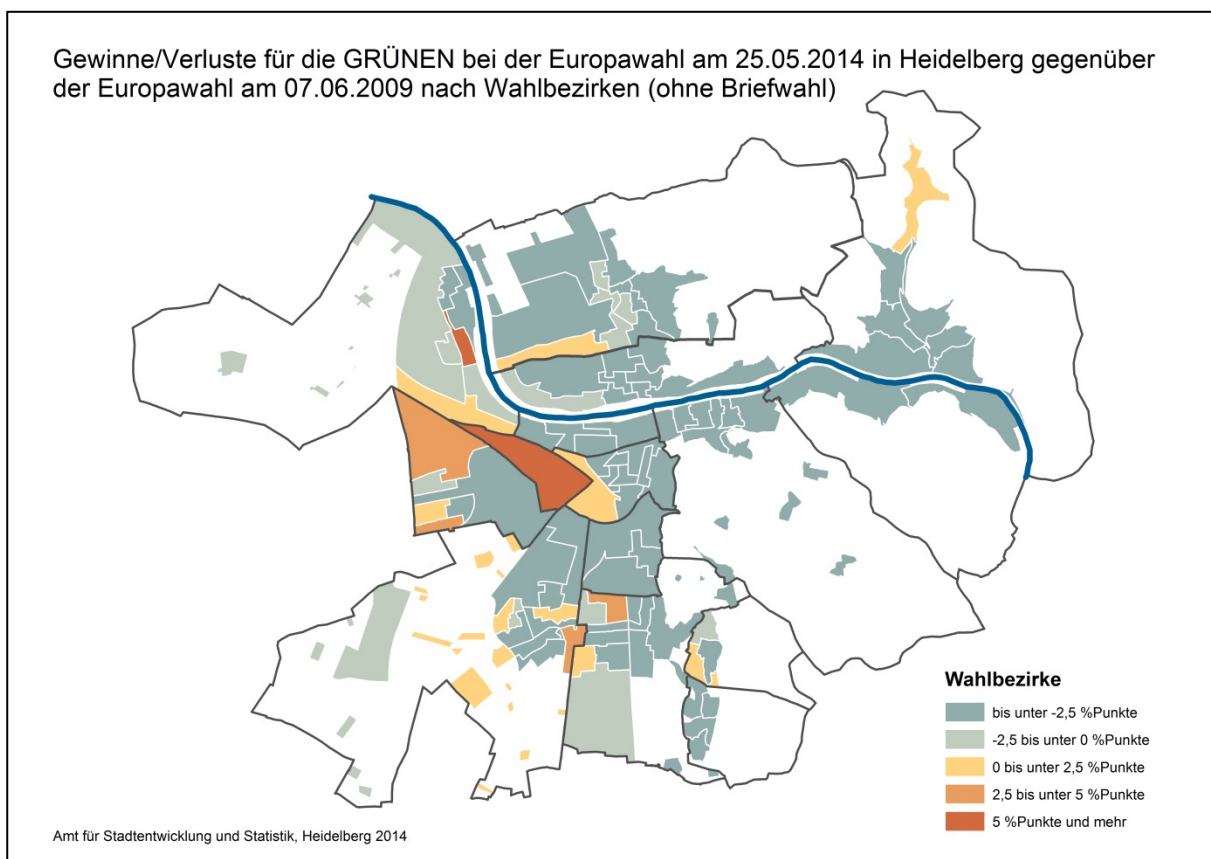 Gewinne/Verluste für die GRÜNEN bei der Europawahl am 25.05.2014 in Heidelberg gegenüber
der Europawahl am 07.06.2009 nach Wahlbezirken (ohne Briefwahl)
Wahlbezirke
bis unter -2,5 %Punkte
-2,5 bis unter 0 %Punkte
0 bis unter 2,5 %Punkte
2,5 bis unter 5 %Punkte
5 %Punkte und mehr
Amt für Stadtentwicklung und Statistik, Heidelberg 2014